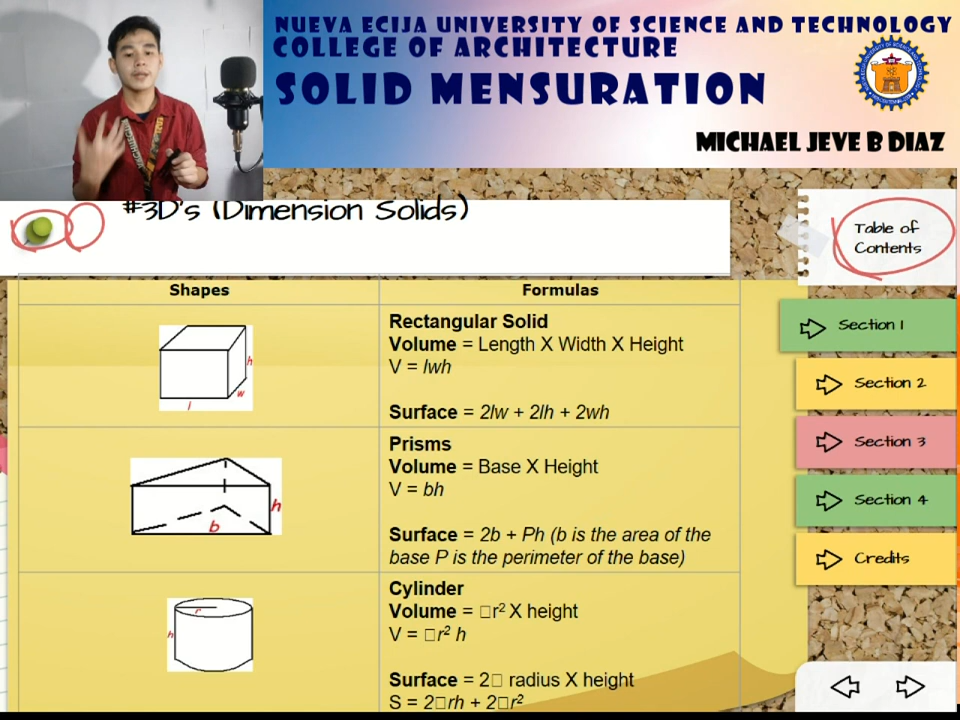 NUEVA ECIJA UNIVERSITY OF SCIENCE AND TECHNOLOGY
COLLEGE OF ARCHITECTURE
SOLID MENSURATION
MICHAEL JEVE B DIAZ
#3D's (Dimension Solids)
Table of
Contents
Shapes
Formulas
Rectangular Solid
Volume = Length X Width X Height
V = lwh
Surface = 2lw + 2lh + 2wh
h
w
l
Prisms
Volume = Base X Height
V = bh
Surface = 2b + Ph (b is the area of the
base P is the perimeter of the base)
h
b
Cylinder
Volume = □r² X height
V = □r² h
Surface = 2□ radius X height
S = 2□rh + 2□r²
r
h
Section 1
Section 2
Section 3
Section 4
Credits